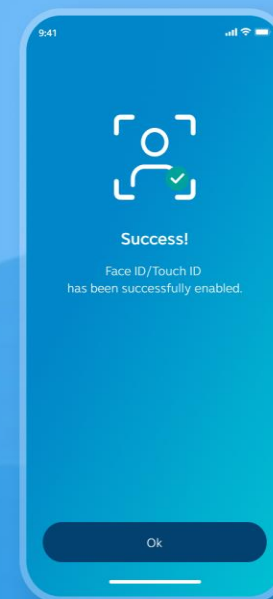 9:41
Success!
Face ID/Touch ID
has been successfully enabled.
Ok